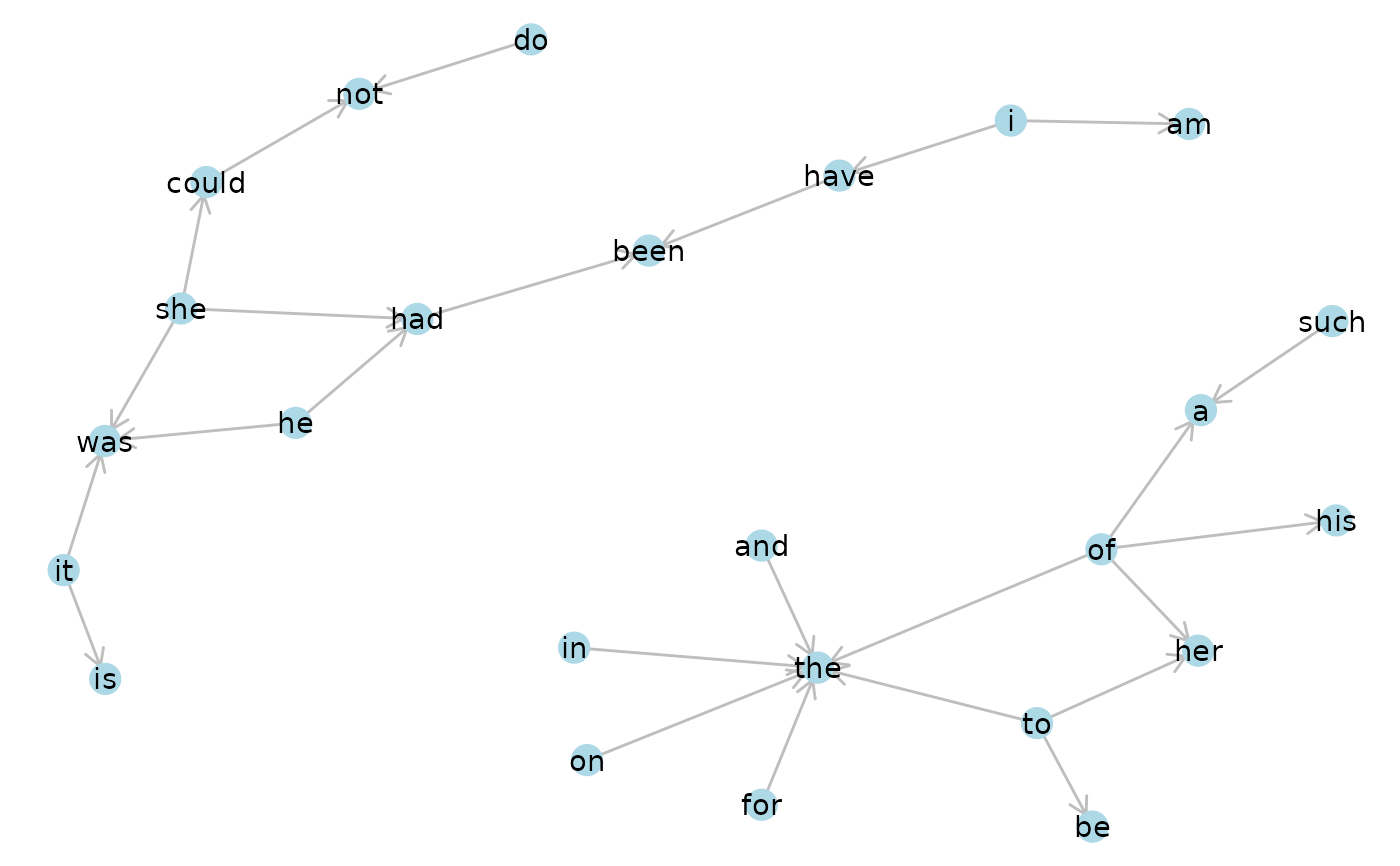 do
not
i
am
could
have
been
she
had
such
a
he
was
his
and
of
it
in
her
the
is
to
on
for
be